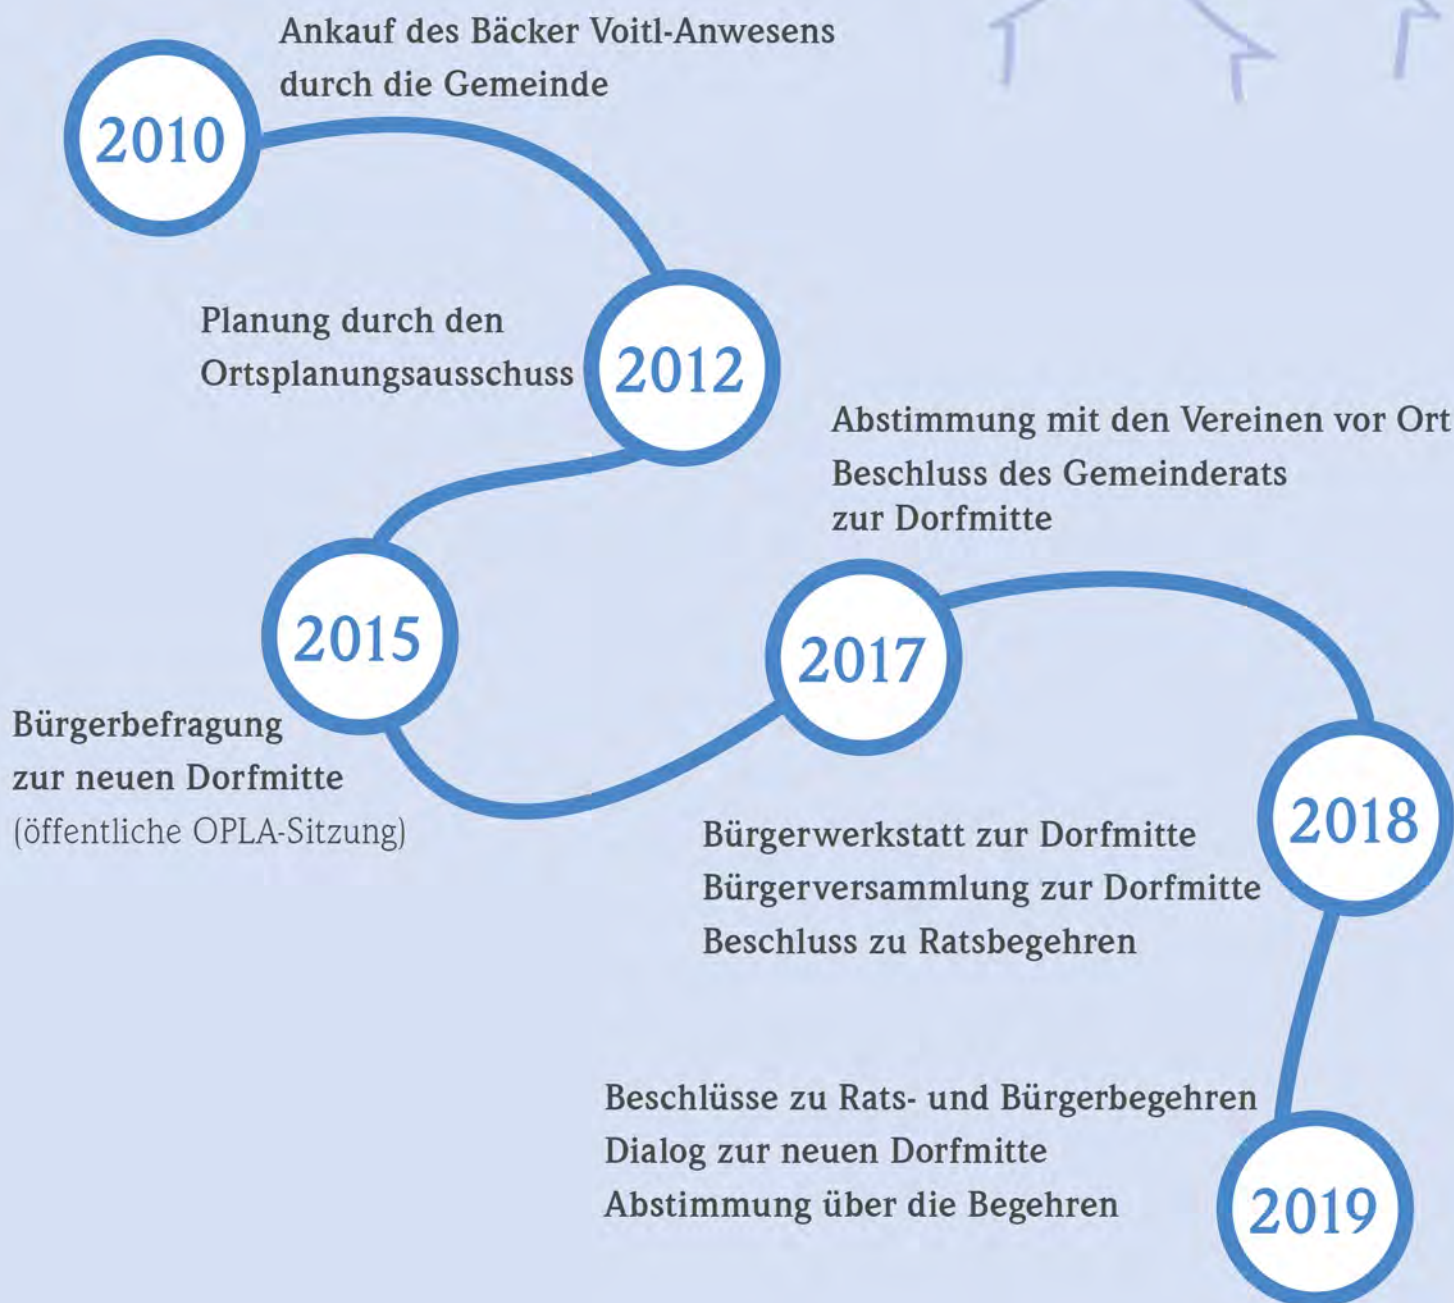 Ankauf des Bäcker Voitl-Anwesens
durch die Gemeinde
2010
Planung durch den
Ortsplanungsausschuss
2012
2015
Bürgerbefragung
zur neuen Dorfmitte
(öffentliche OPLA-Sitzung)
Abstimmung mit den Vereinen vor Ort
Beschluss des Gemeinderats
zur Dorfmitte
2017
2018
Bürgerwerkstatt zur Dorfmitte
Bürgerversammlung zur Dorfmitte
Beschluss zu Ratsbegehren
Beschlüsse zu Rats- und Bürgerbegehren
Dialog zur neuen Dorfmitte
Abstimmung über die Begehren
2019